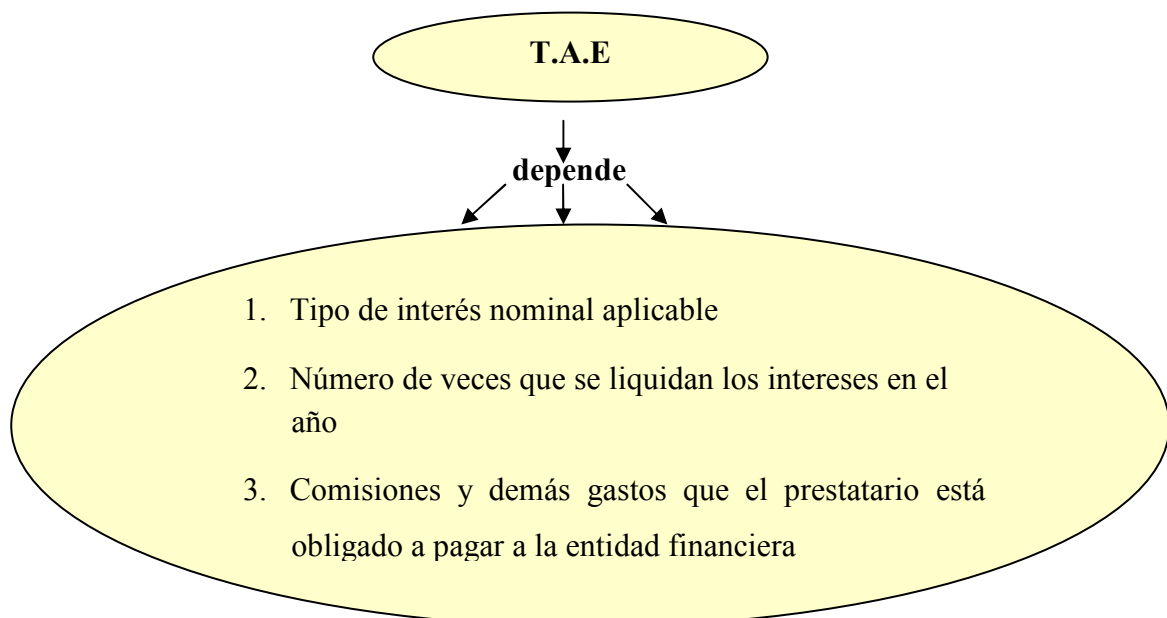 T.A.E
depende
1. Tipo de interés nominal aplicable
2. Número de veces que se liquidan los intereses en el
año
3. Comisiones y demás gastos que el prestatario está
obligado a pagar a la entidad financiera